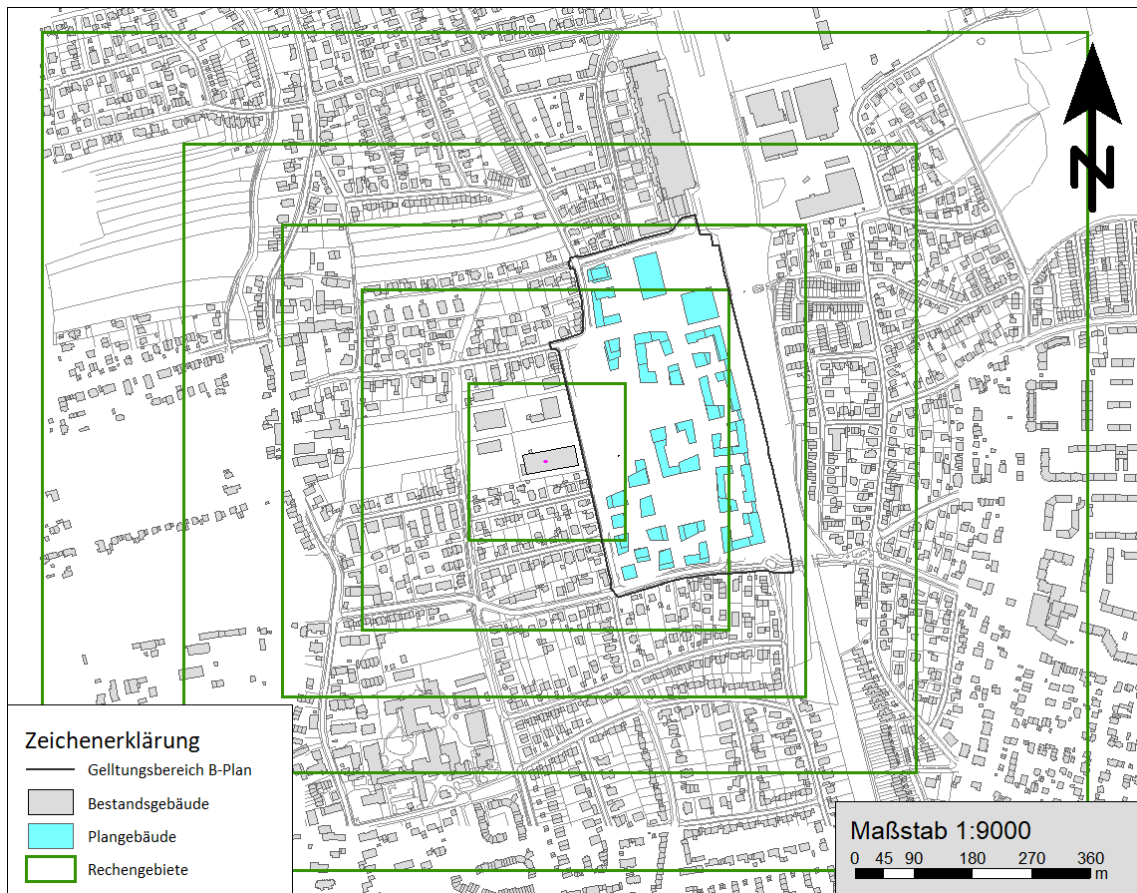 N
Zeichenerklärung
Gelltungsbereich B-Plan
Bestandsgebäude
Plangebäude
Rechengebiete
Maßstab 1:9000
0 45 90 180 270 360
m